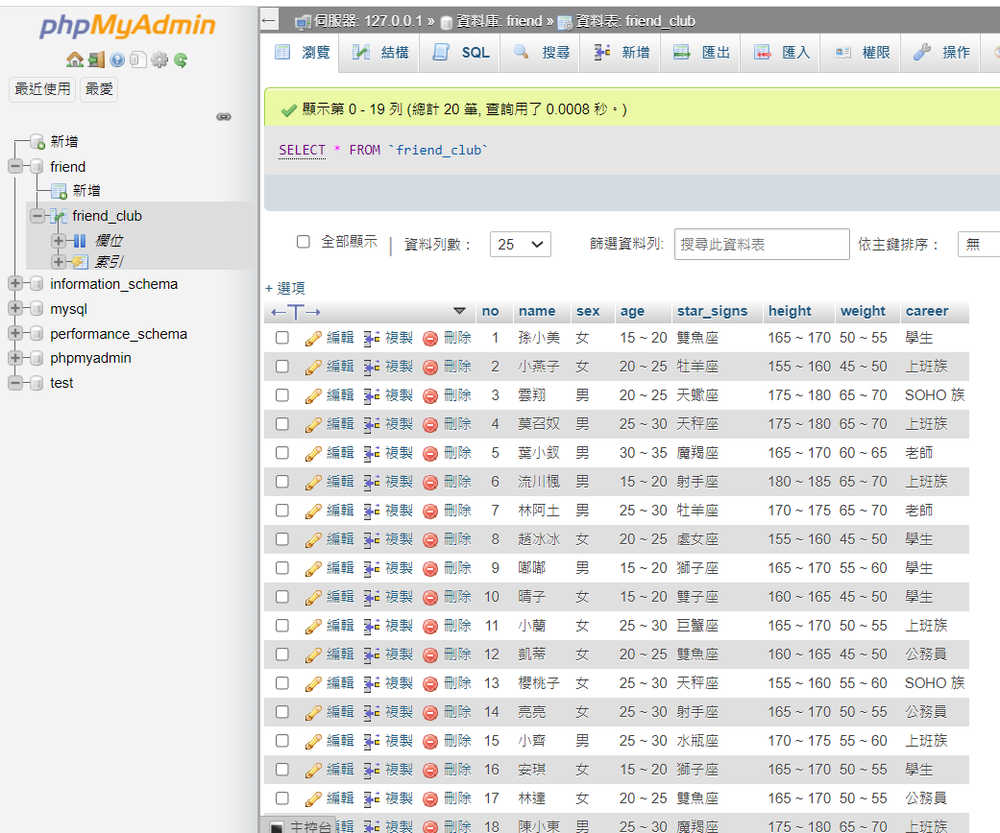 phpMyAdmin
最近使用 最愛
新增
friend
新增
friend_club
欄位
索引
information_schema
mysql
performance_schema
phpmyadmin
test
伺服器: 127.0.0.1 » 資料庫: friend » 資料表: friend_club
瀏覽 結構 SQL 搜尋 新增 匯出 匯入 權限 操作
顯示第 0 - 19 列 (總計 20 筆, 查詢用了 0.0008 秒。)
SELECT * FROM `friend_club`
全部顯示 | 資料列數： 25 篩選資料列: 搜尋此資料表 依主鍵排序： 無
+ 選項
←T→ no name sex age star_signs height weight career
編輯 複製 刪除 1 孫小美 女 15 ~ 20 雙魚座 165 ~ 170 50 ~ 55 學生
編輯 複製 刪除 2 小燕子 女 20 ~ 25 牡羊座 155 ~ 160 45 ~ 50 上班族
編輯 複製 刪除 3 雲翔 男 20 ~ 25 天蠍座 175 ~ 180 65 ~ 70 SOHO 族
編輯 複製 刪除 4 莫召奴 男 25 ~ 30 天秤座 175 ~ 180 65 ~ 70 上班族
編輯 複製 刪除 5 葉小釵 男 30 ~ 35 魔羯座 165 ~ 170 60 ~ 65 老師
編輯 複製 刪除 6 流川楓 男 15 ~ 20 射手座 180 ~ 185 65 ~ 70 上班族
編輯 複製 刪除 7 林阿土 男 25 ~ 30 牡羊座 170 ~ 175 65 ~ 70 老師
編輯 複製 刪除 8 趙冰冰 女 20 ~ 25 處女座 155 ~ 160 45 ~ 50 學生
編輯 複製 刪除 9 嘟嘟 男 15 ~ 20 獅子座 165 ~ 170 55 ~ 60 學生
編輯 複製 刪除 10 晴子 女 15 ~ 20 雙子座 160 ~ 165 45 ~ 50 學生
編輯 複製 刪除 11 小蘭 女 25 ~ 30 巨蟹座 165 ~ 170 50 ~ 55 上班族
編輯 複製 刪除 12 凱蒂 女 20 ~ 25 雙魚座 160 ~ 165 45 ~ 50 公務員
編輯 複製 刪除 13 櫻桃子 女 25 ~ 30 天秤座 155 ~ 160 55 ~ 60 SOHO 族
編輯 複製 刪除 14 亮亮 女 25 ~ 30 射手座 165 ~ 170 50 ~ 55 公務員
編輯 複製 刪除 15 小齊 男 25 ~ 30 水瓶座 170 ~ 175 55 ~ 60 上班族
編輯 複製 刪除 16 安琪 女 15 ~ 20 獅子座 165 ~ 170 50 ~ 55 學生
編輯 複製 刪除 17 林達 女 20 ~ 25 雙魚座 165 ~ 170 50 ~ 55 公務員
編輯 複製 刪除 18 陳小東 男 25 ~ 30 魔羯座 175 ~ 180 65 ~ 70 上班族
主控台